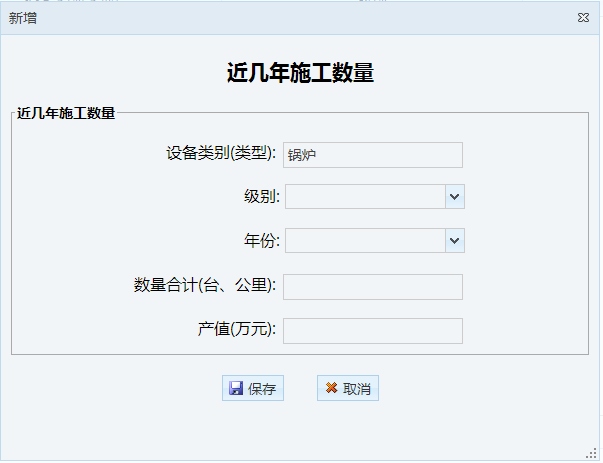 新增
近几年施工数量
近几年施工数量
设备类别(类型): 锅炉
级别:
年份:
数量合计(台、公里):
产值(万元):
保存 取消